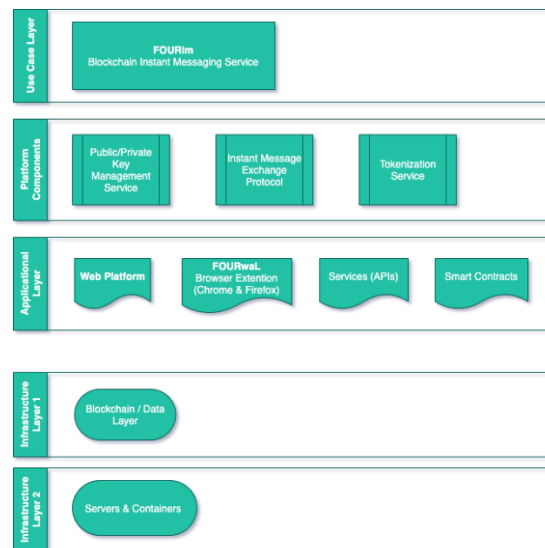 Use Case Layer
FOURim
Blockchain Instant Messaging Service
Platform
Components
Public/Private
Key
Management
Service
Instant Message
Exchange
Protocol
Tokenization
Service
Applicational
Layer
Web Platform
FOURwaL
Browser Extention
(Chrome & Firefox)
Services (APIs)
Smart Contracts
Infrastructure
Layer 1
Blockchain / Data
Layer
Infrastructure
Layer 2
Servers & Containers